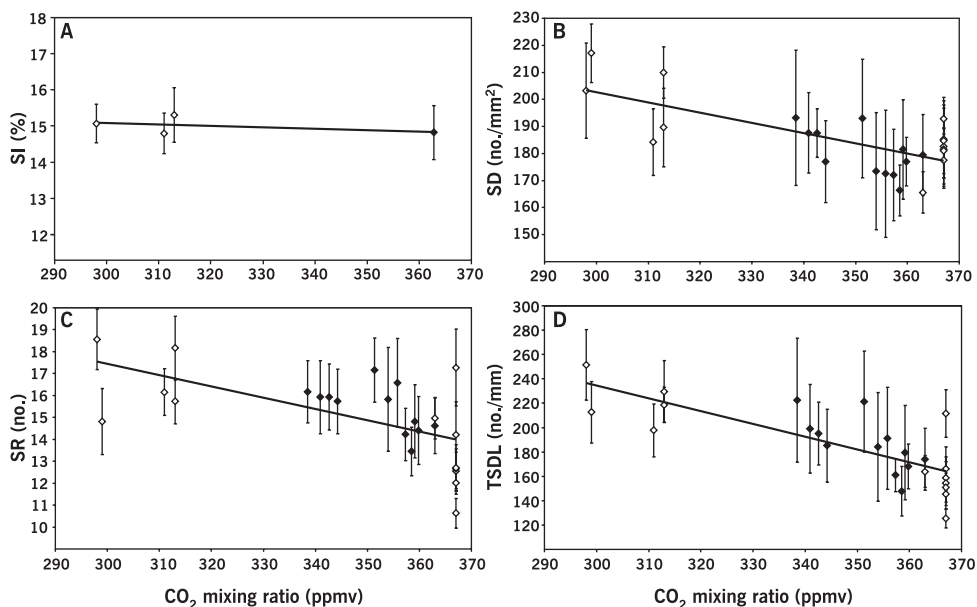 A
SI (%)
18
17
16
15
14
13
12
290 300 310 320 330 340 350 360 370
B
SD (no./mm²)
230
220
210
200
190
180
170
160
150
290 300 310 320 330 340 350 360 370
C
SR (no.)
20
19
18
17
16
15
14
13
12
11
10
290 300 310 320 330 340 350 360 370
CO₂ mixing ratio (ppmv)
D
TSDL (no./mm)
300
280
260
240
220
200
180
160
140
120
290 300 310 320 330 340 350 360 370
CO₂ mixing ratio (ppmv)